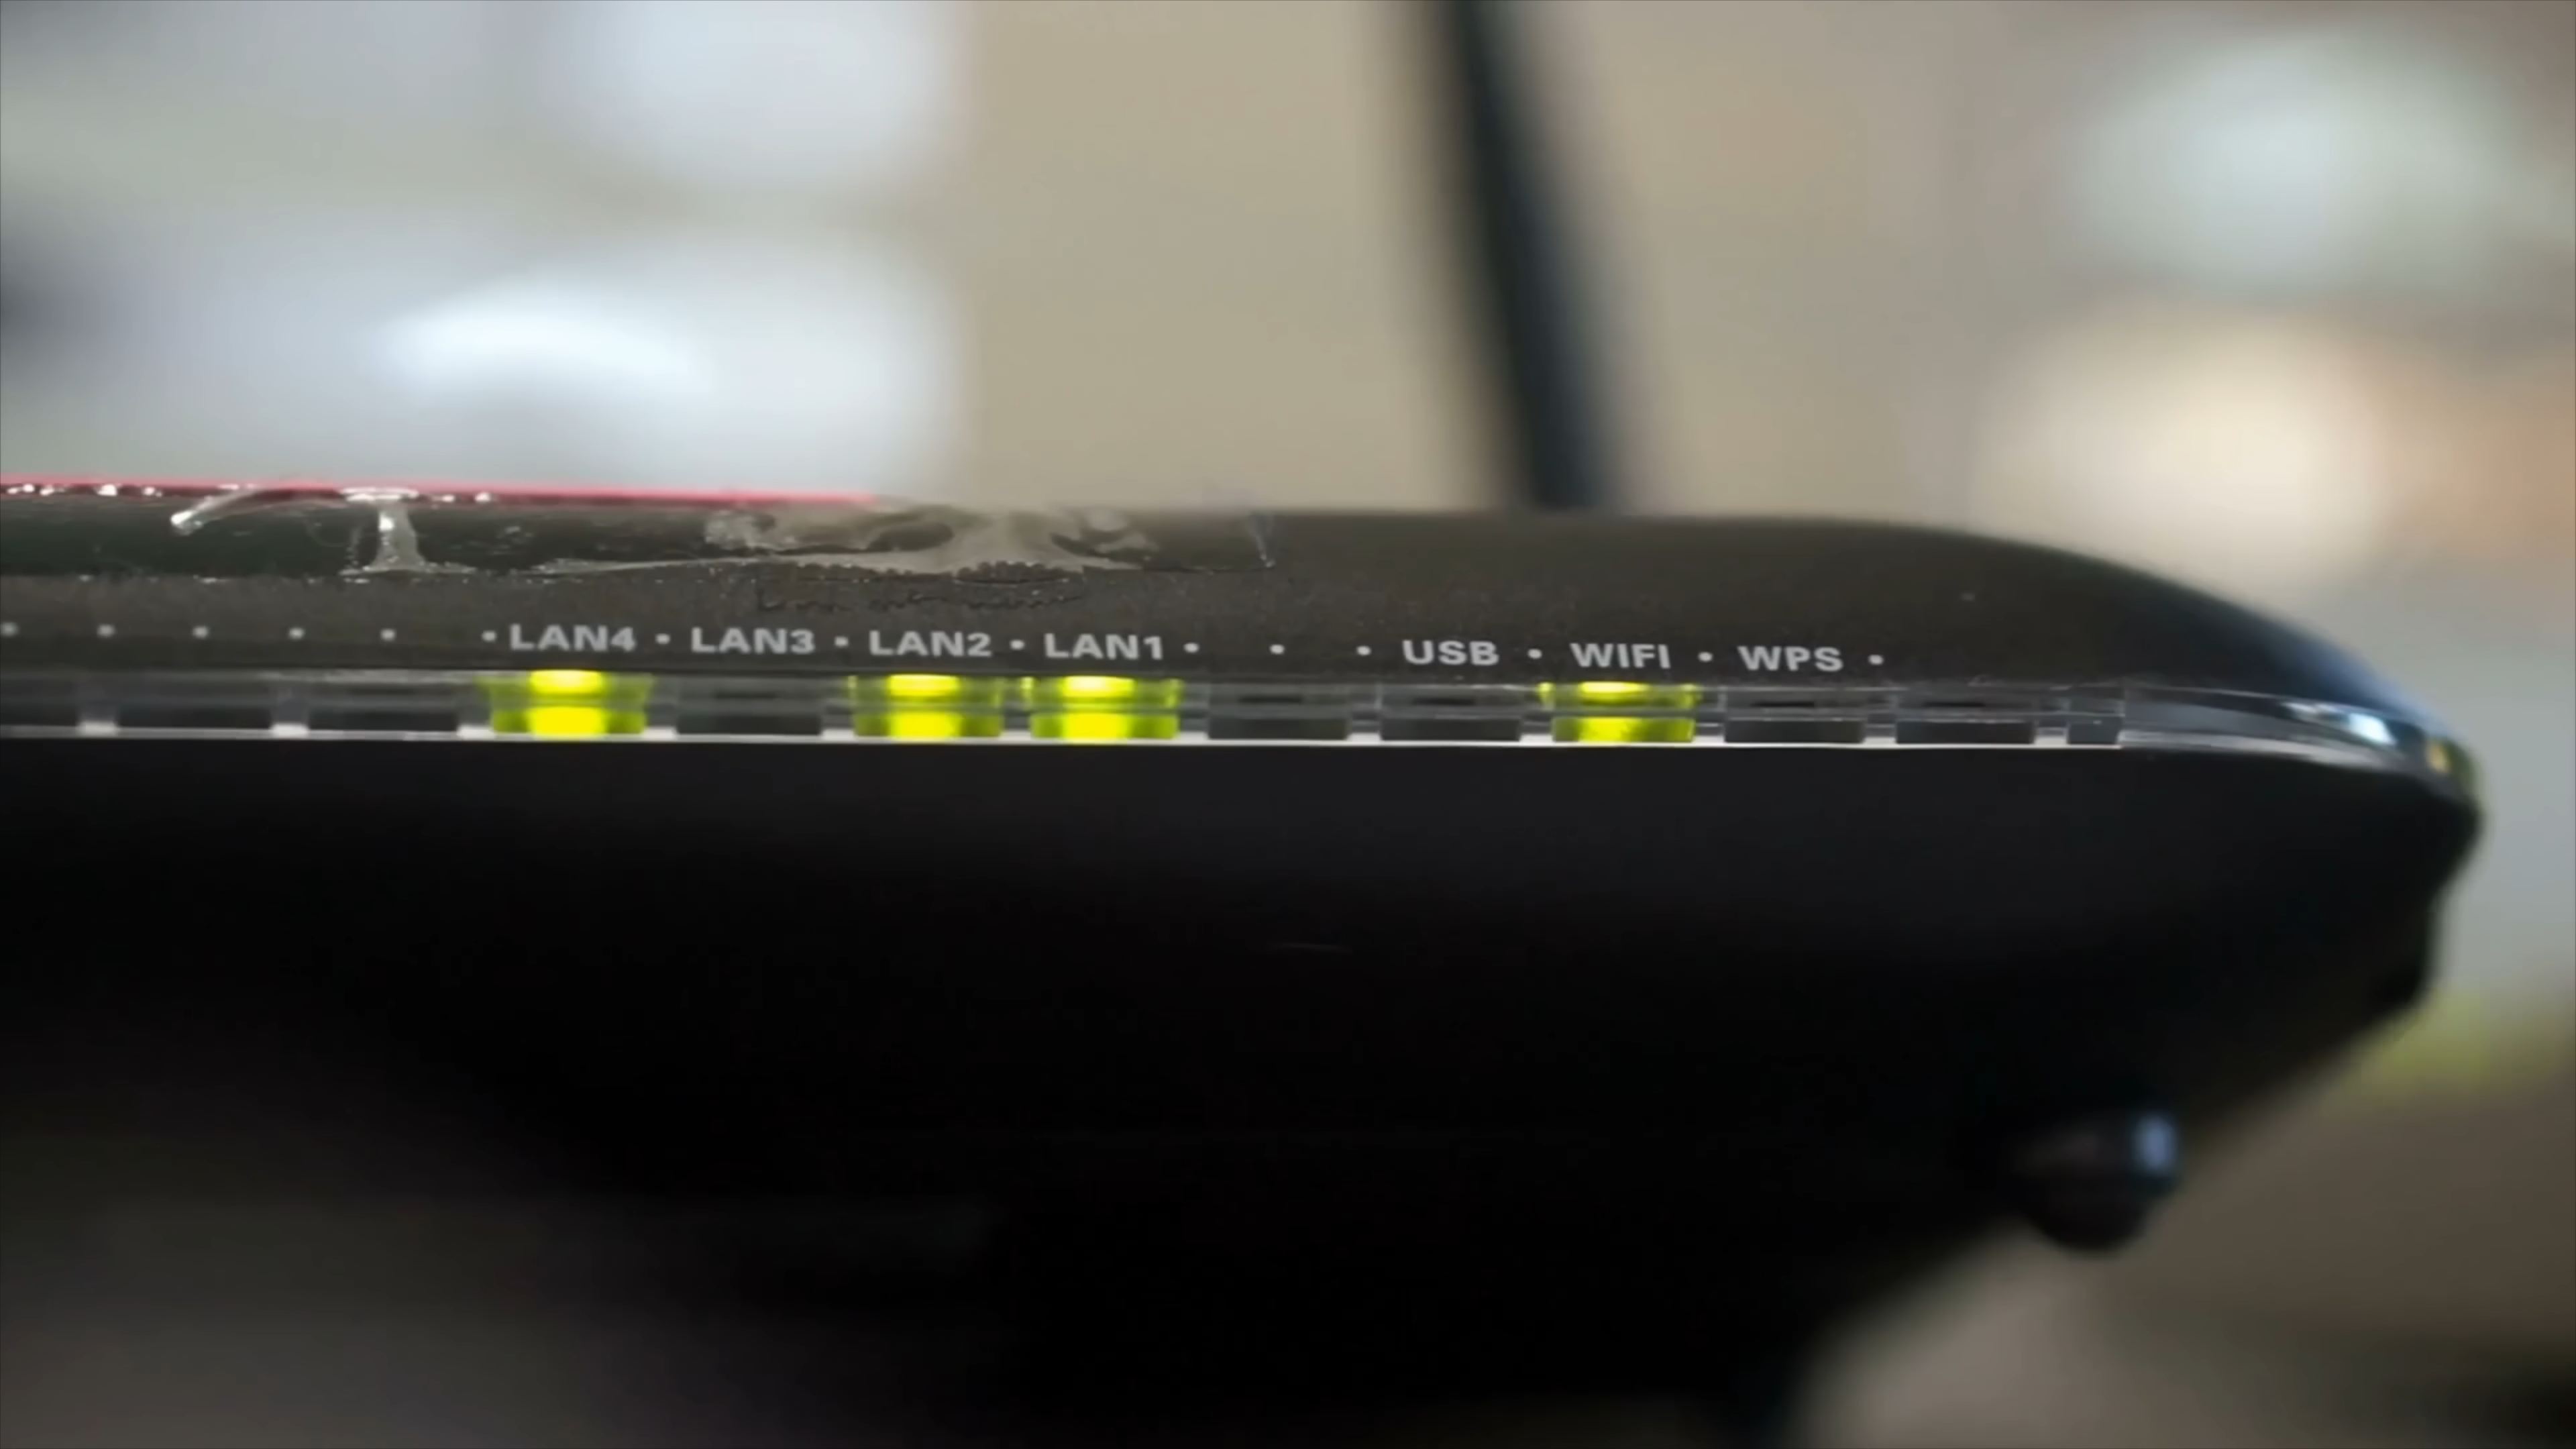 • LAN4 • LAN3 • LAN2 • LAN1 • • • USB • WIFI • WPS •